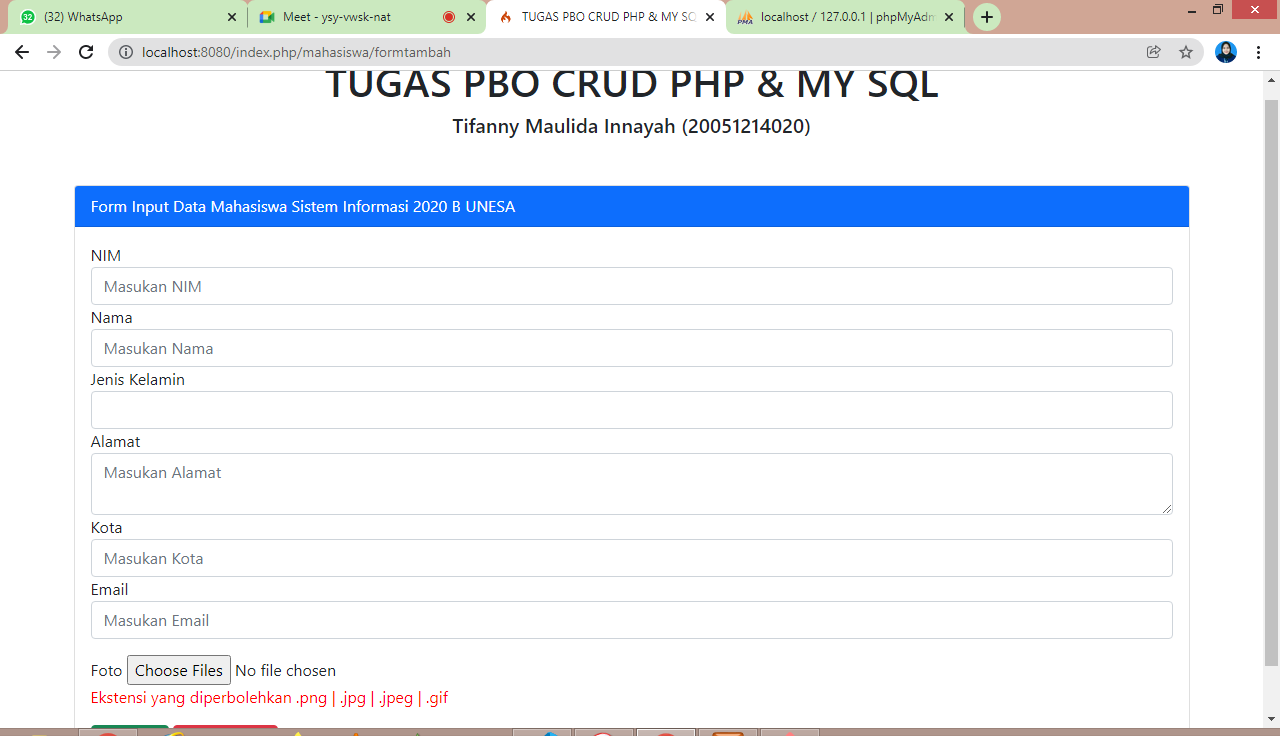 32 (32) WhatsApp
Meet - ysy-vwsk-nat
TUGAS PBO CRUD PHP & MY SQ
PMA localhost / 127.0.0.1 | phpMyAdm
localhost:8080/index.php/mahasiswa/formtambah
TUGAS PBO CRUD PHP & MY SQL
Tifanny Maulida Innayah (20051214020)
Form Input Data Mahasiswa Sistem Informasi 2020 B UNESA
NIM
Masukan NIM
Nama
Masukan Nama
Jenis Kelamin
Alamat
Masukan Alamat
Kota
Masukan Kota
Email
Masukan Email
Foto Choose Files No file chosen
Ekstensi yang diperbolehkan .png | .jpg | .jpeg | .gif